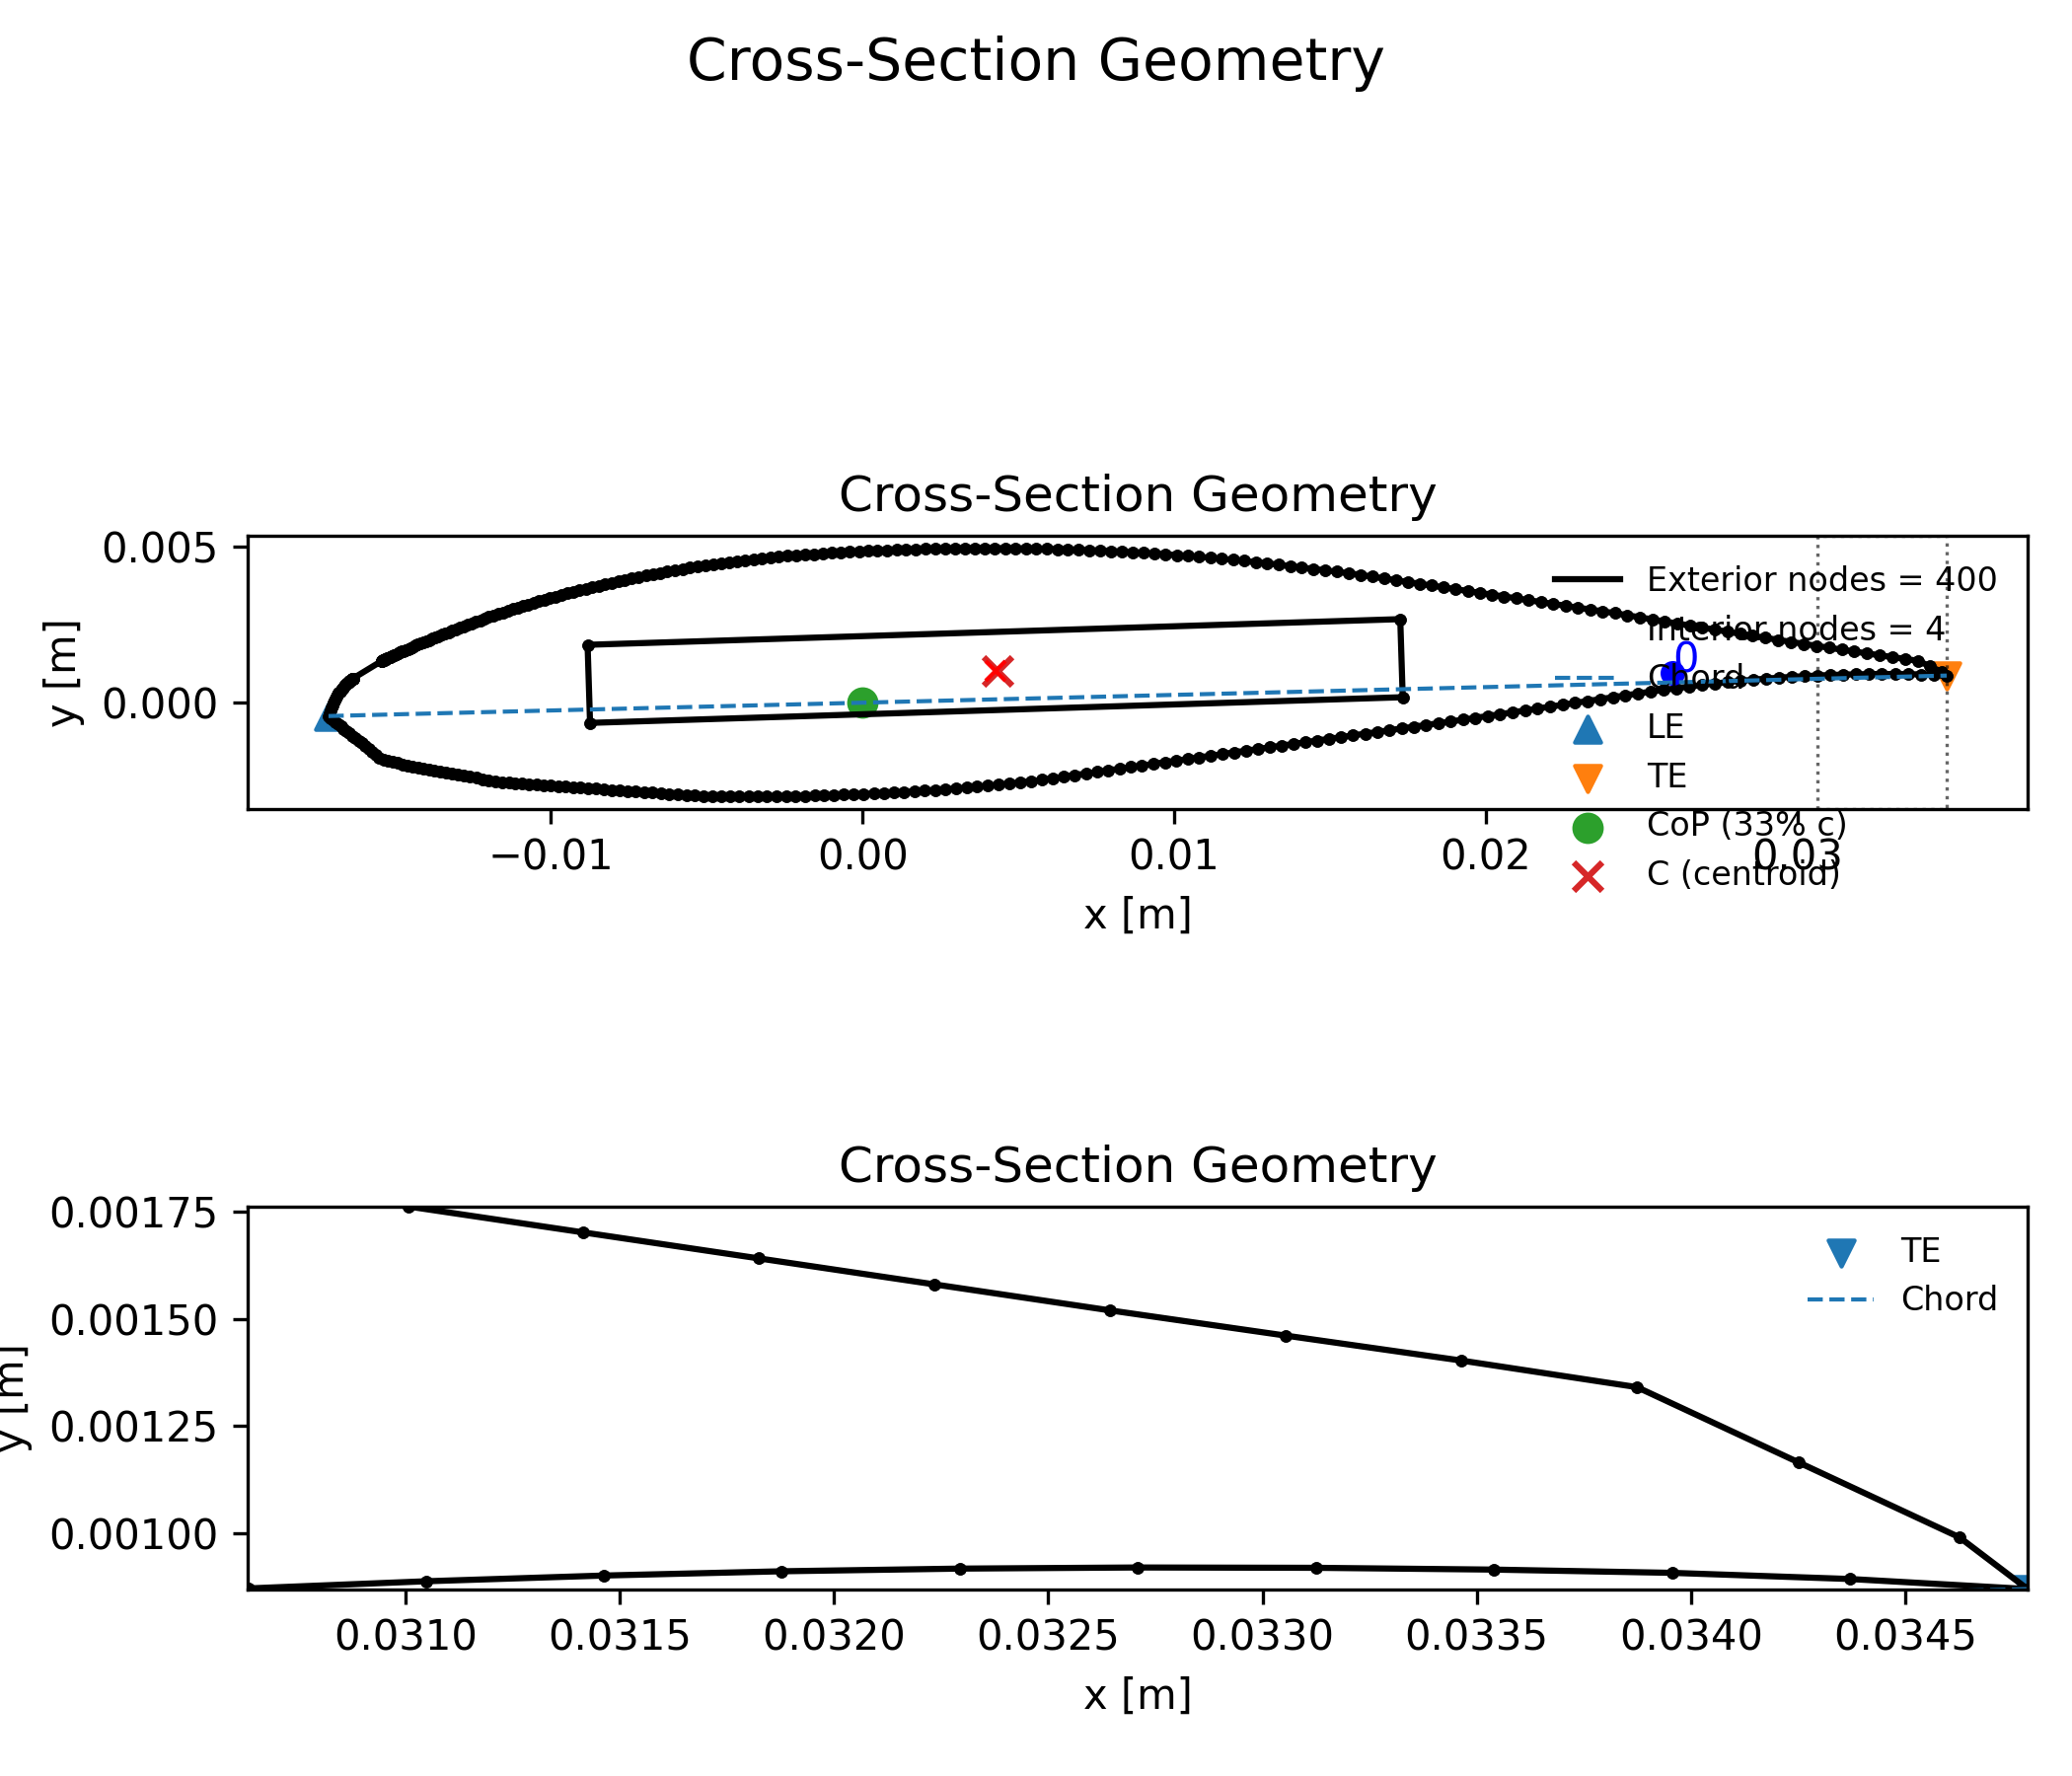 Cross-Section Geometry
Cross-Section Geometry
0.005
0.000
y [m]
Exterior nodes = 400
Interior nodes = 4
0
Chord
LE
TE
CoP (33% c)
C (centroid)
−0.01
0.00
0.01
0.02
0.03
x [m]
Cross-Section Geometry
0.00175
0.00150
0.00125
0.00100
y [m]
TE
Chord
0.0310
0.0315
0.0320
0.0325
0.0330
0.0335
0.0340
0.0345
x [m]